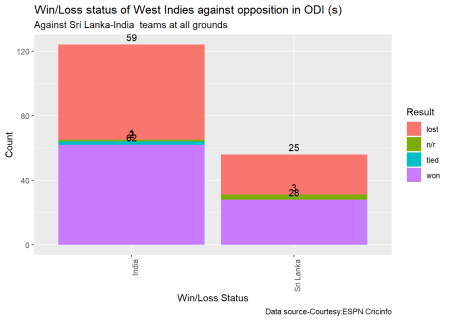 Win/Loss status of West Indies against opposition in ODI (s)
Against Sri Lanka-India teams at all grounds
59
62
25
3
28
120
80
40
0
Count
India
Sri Lanka
Win/Loss Status
Result
lost
n/r
tied
won
Data source-Courtesy:ESPN Cricinfo